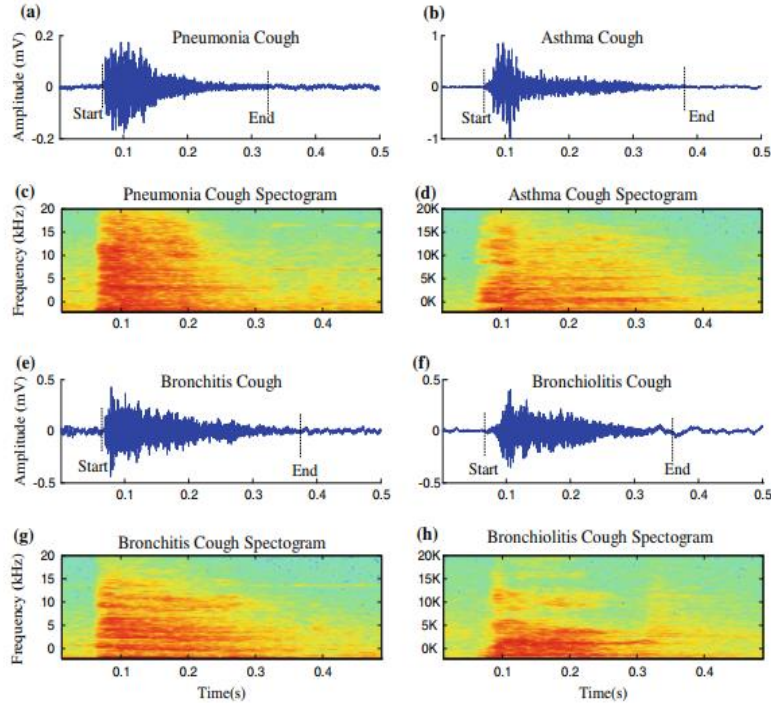 (a)
Pneumonia Cough
Amplitude (mV)
0.2
0
-0.2
Start
End
0.1 0.2 0.3 0.4 0.5
(b)
Asthma Cough
1
0
-1
Start
End
0.1 0.2 0.3 0.4 0.5
(c)
Pneumonia Cough Spectogram
Frequency (kHz)
20
15
10
5
0
0.1 0.2 0.3 0.4
(d)
Asthma Cough Spectogram
20K
15K
10K
5K
0K
0.1 0.2 0.3 0.4
(e)
Bronchitis Cough
Amplitude (mV)
0.5
0
-0.5
Start
End
0.1 0.2 0.3 0.4 0.5
(f)
Bronchiolitis Cough
0.5
0
-0.5
Start
End
0.1 0.2 0.3 0.4 0.5
(g)
Bronchitis Cough Spectogram
Frequency (kHz)
20
15
10
5
0
0.1 0.2 0.3 0.4
Time(s)
(h)
Bronchiolitis Cough Spectogram
20K
15K
10K
5K
0K
0.1 0.2 0.3 0.4
Time(s)